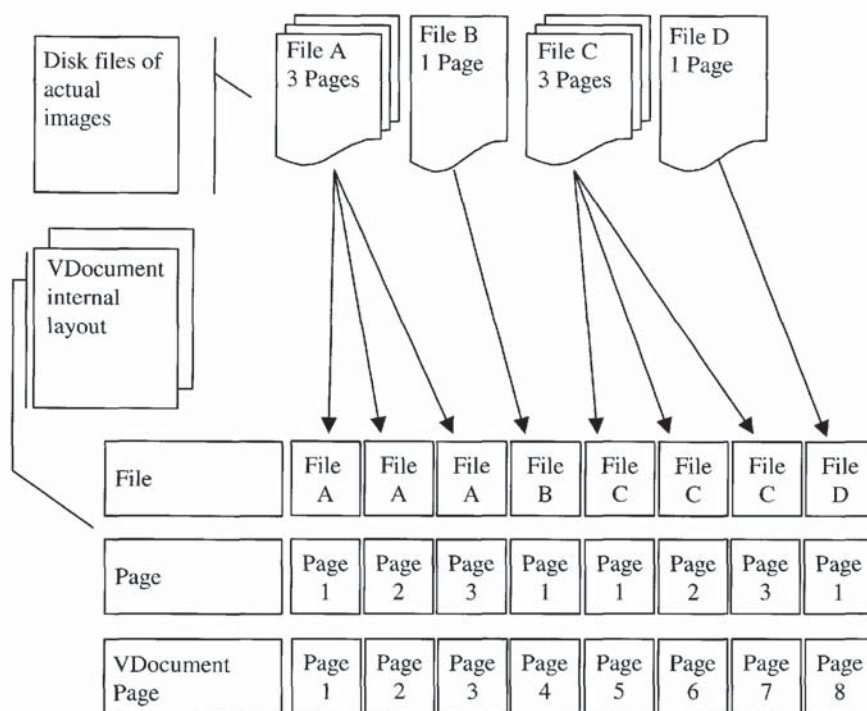 Disk files of
actual
images
File A
3 Pages
File B
1 Page
File C
3 Pages
File D
1 Page
VDocument
internal
layout
File
File
A
File
A
File
A
File
B
File
C
File
C
File
C
File
D
Page
Page
1
Page
2
Page
3
Page
1
Page
1
Page
2
Page
3
Page
1
VDocument
Page
Page
1
Page
2
Page
3
Page
4
Page
5
Page
6
Page
7
Page
8